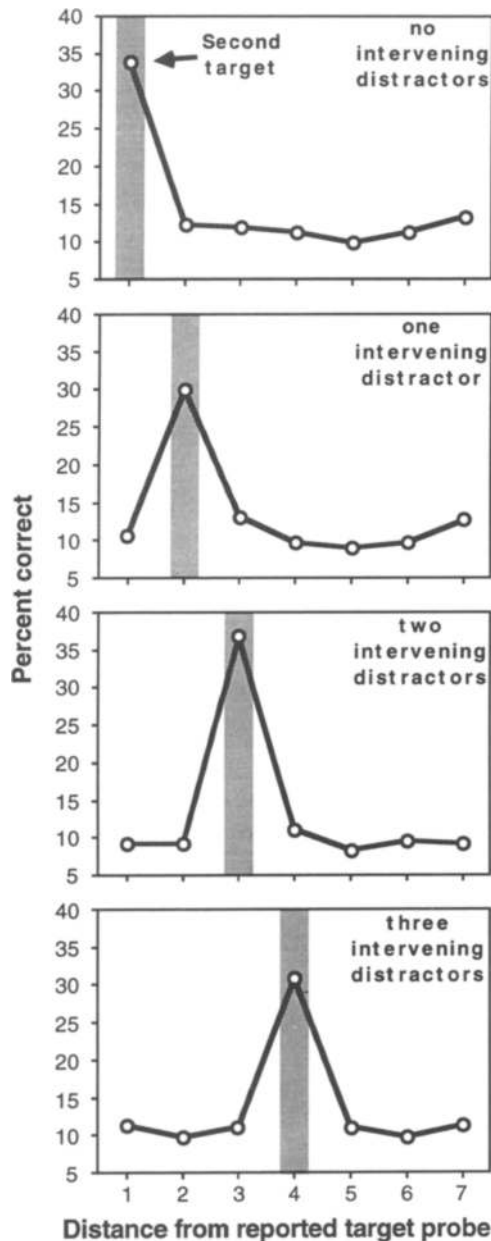 40
35
30
25
20
15
10
5
Second
target
no
intervening
distractors
40
35
30
25
20
15
10
5
one
intervening
distractor
40
35
30
25
20
15
10
5
two
intervening
distractors
40
35
30
25
20
15
10
5
three
intervening
distractors
1 2 3 4 5 6 7
Percent correct
Distance from reported target probe